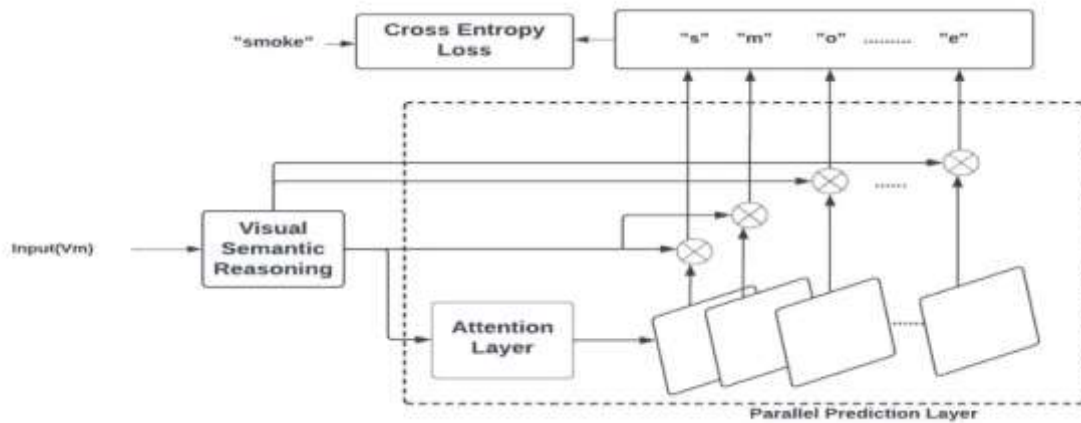 "smoke"
Cross Entropy
Loss
"s" "m" "o" ......... "e"
......
Input(Vm)
Visual
Semantic
Reasoning
Attention
Layer
......
Parallel Prediction Layer